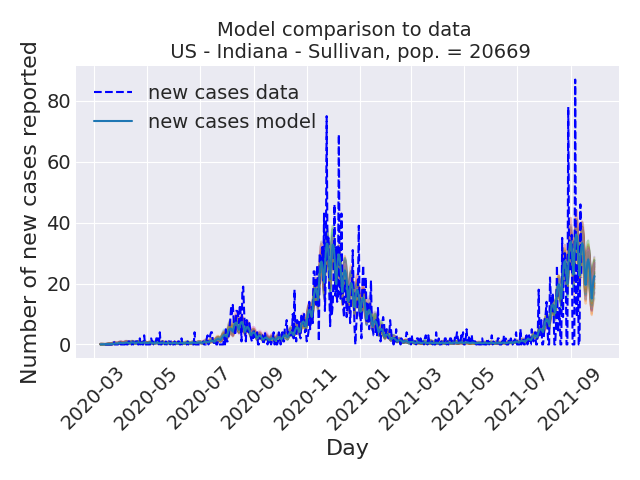 Model comparison to data
US - Indiana - Sullivan, pop. = 20669
new cases data
new cases model
Number of new cases reported
80
60
40
20
0
2020-03
2020-05
2020-07
2020-09
2020-11
2021-01
2021-03
2021-05
2021-07
2021-09
Day